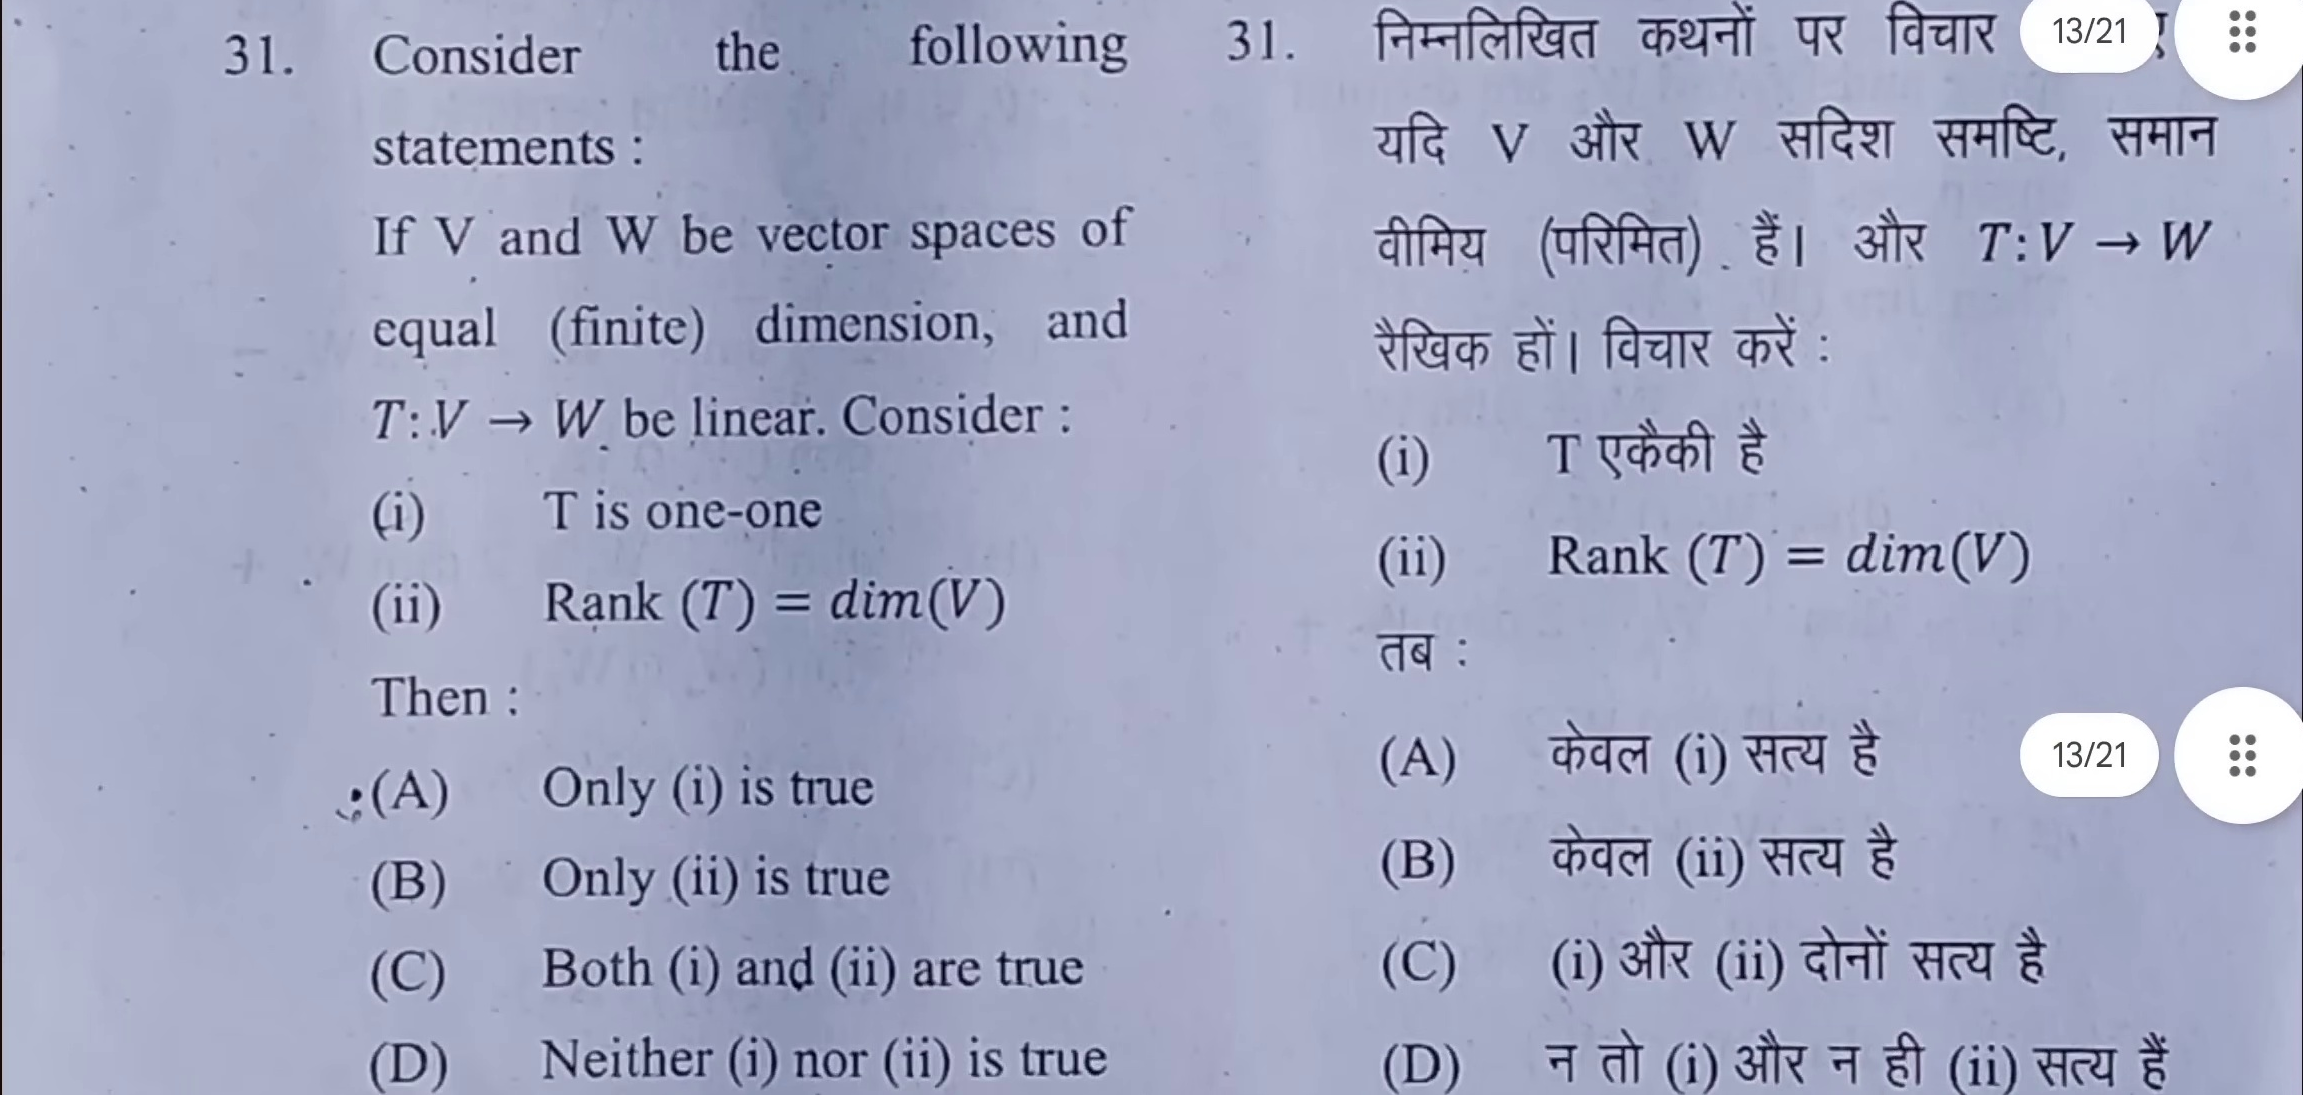 31. Consider the following
statements :
If V and W be vector spaces of
equal (finite) dimension, and
T: V → W be linear. Consider :
(i) T is one-one
(ii) Rank (T) = dim(V)
Then :
(A) Only (i) is true
(B) Only (ii) is true
(C) Both (i) and (ii) are true
(D) Neither (i) nor (ii) is true
31. निम्नलिखित कथनों पर विचार
13/21
यदि V और W सदिश समष्टि, समान
वीमिय (परिमित) हैं। और T: V → W
रैखिक हों। विचार करें :
(i) T एकैकी है
(ii) Rank (T) = dim(V)
तब :
(A) केवल (i) सत्य है
13/21
(B) केवल (ii) सत्य है
(C) (i) और (ii) दोनों सत्य है
(D) न तो (i) और न ही (ii) सत्य हैं